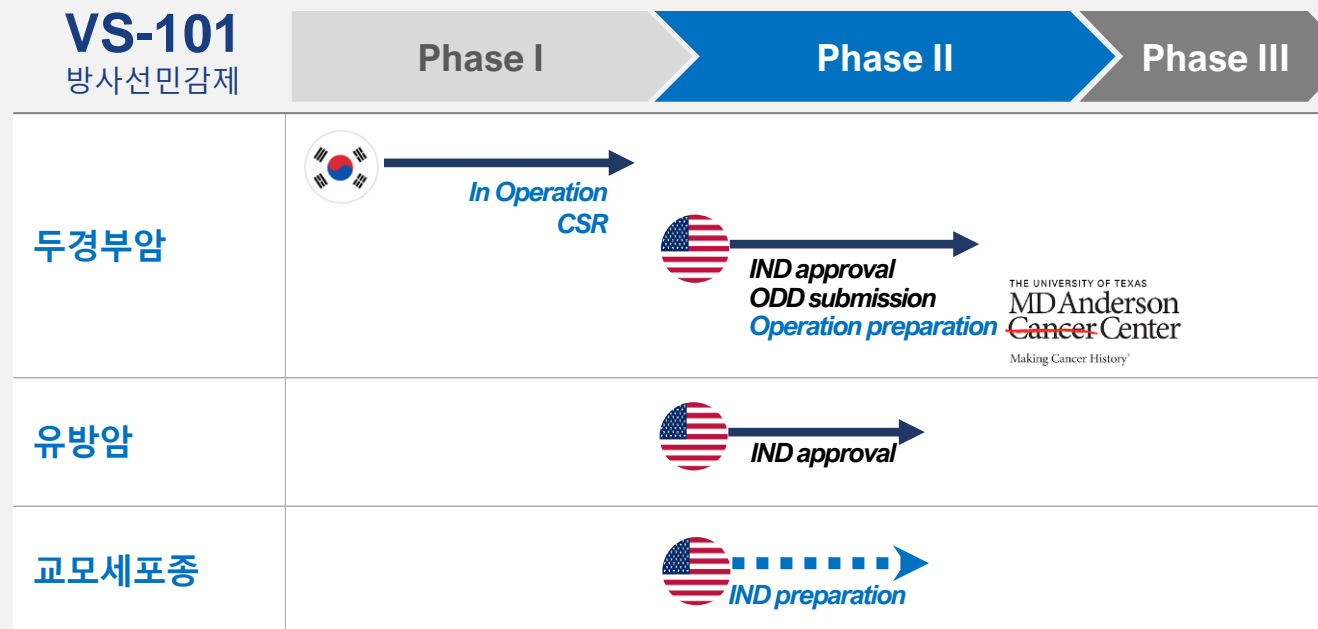 VS-101
방사선민감제
Phase I
Phase II
Phase III
두경부암
In Operation
CSR
IND approval
ODD submission
Operation preparation
THE UNIVERSITY OF TEXAS
MD Anderson
Cancer Center
Making Cancer History®
유방암
IND approval
교모세포종
IND preparation